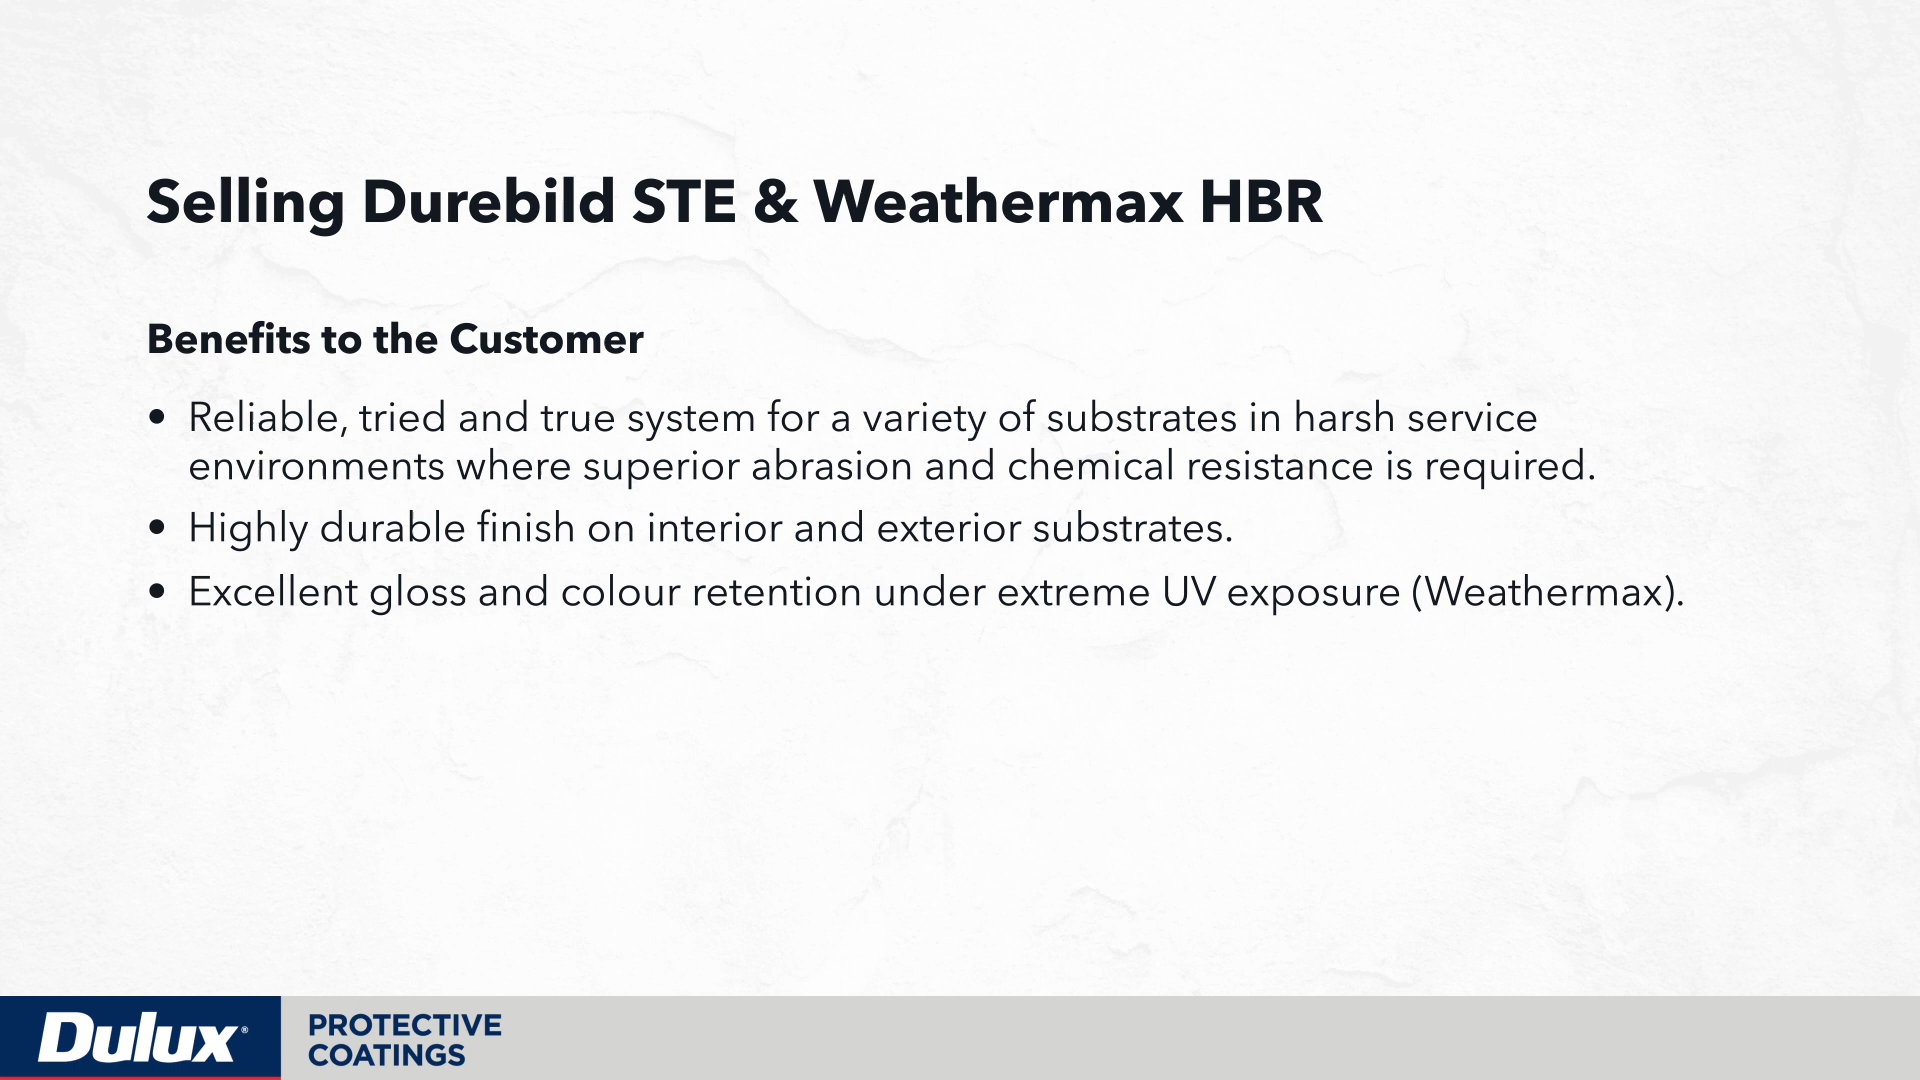 Selling Durebild STE & Weathermax HBR
Benefits to the Customer
• Reliable, tried and true system for a variety of substrates in harsh service
environments where superior abrasion and chemical resistance is required.
• Highly durable finish on interior and exterior substrates.
• Excellent gloss and colour retention under extreme UV exposure (Weathermax).
Dulux®
PROTECTIVE
COATINGS